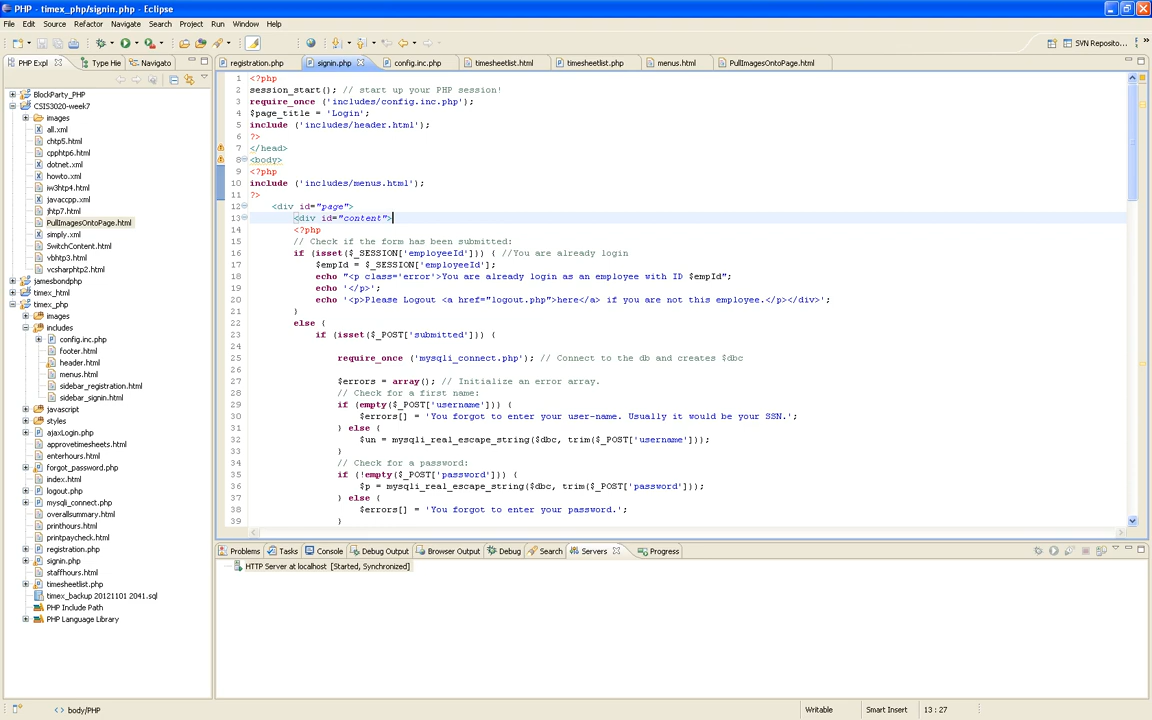 PHP - timex_php/signin.php - Eclipse
File Edit Source Refactor Navigate Search Project Run Window Help
SVN Reposito...
PHP Expl Type Hie Navigato
registration.php signin.php config.inc.php timesheetlist.html timesheetlist.php menus.html PullImagesOntoPage.html
BlockParty_PHP
CSIS3020-week7
images
all.xml
chtp5.html
cpphtp6.html
dotnet.xml
howto.xml
iw3htp4.html
javacpp.xml
jhtp7.html
PullImagesOntoPage.html
simply.xml
SwitchContent.html
vbhtp3.html
vcsharphtp2.html
jamesbondphp
timex_html
timex_php
images
includes
config.inc.php
footer.html
header.html
menus.html
sidebar_registration.html
sidebar_signin.html
javascript
styles
ajaxLogin.php
approvetimesheets.html
enterhours.html
forgot_password.php
index.html
logout.php
mysqli_connect.php
overallsummary.html
printhours.html
printpaycheck.html
registration.php
signin.php
staffhours.html
timesheetlist.php
timex_backup 20121101 2041.sql
PHP Include Path
PHP Language Library
1 <?php
2 session_start(); // start up your PHP session!
3 require_once ('includes/config.inc.php');
4 $page_title = 'Login';
5 include ('includes/header.html');
6 ?>
7 </head>
8 <body>
9 <?php
10 include ('includes/menus.html');
11 ?>
12 <div id="page">
13 <div id="content">
14 <?php
15 // Check if the form has been submitted:
16 if (isset($_SESSION['employeeId'])) { //You are already login
17 $empId = $_SESSION['employeeId'];
18 echo "<p class='error'>You are already login as an employee with ID $empId";
19 echo '</p>';
20 echo '<p>Please Logout <a href="logout.php">here</a> if you are not this employee.</p></div>';
21 }
22 else {
23 if (isset($_POST['submitted'])) {
24
25 require_once ('mysqli_connect.php'); // Connect to the db and creates $dbc
26
27 $errors = array(); // Initialize an error array.
28 // Check for a first name:
29 if (empty($_POST['username'])) {
30 $errors[] = 'You forgot to enter your user-name. Usually it would be your SSN.';
31 } else {
32 $un = mysqli_real_escape_string($dbc, trim($_POST['username']));
33 }
34 // Check for a password:
35 if (!empty($_POST['password'])) {
36 $p = mysqli_real_escape_string($dbc, trim($_POST['password']));
37 } else {
38 $errors[] = 'You forgot to enter your password.';
39 }
Problems Tasks Console Debug Output Browser Output Debug Search Servers Progress
HTTP Server at localhost [Started, Synchronized]
body/PHP Writable Smart Insert 13 : 27